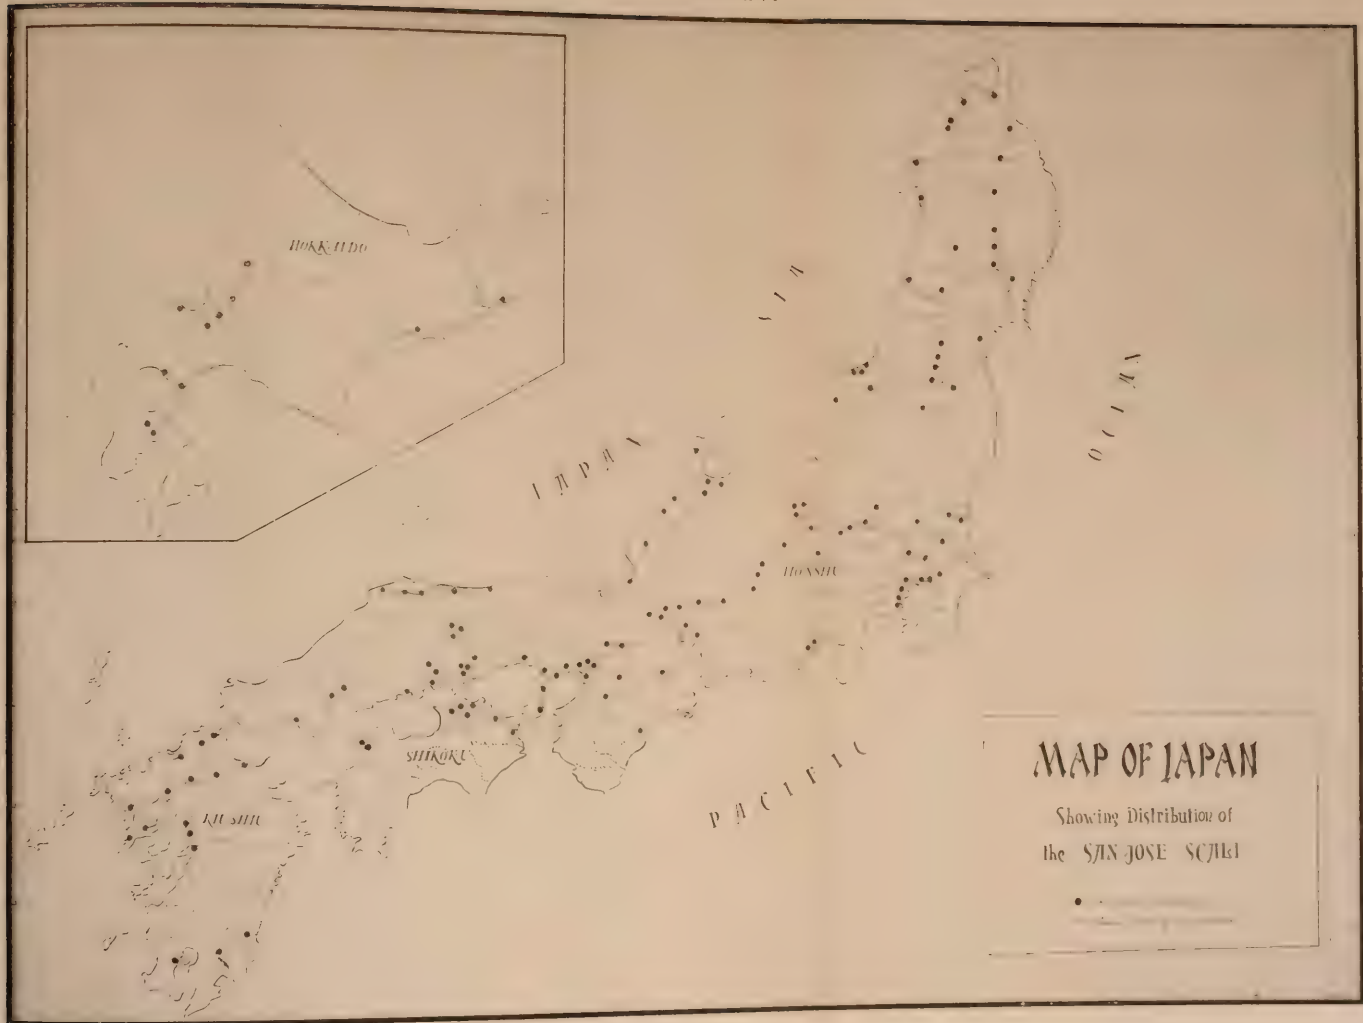 HOKKAIDO
JAPAN
SEA
OCEAN
HONSHU
SHIKOKU
KIUSHIU
PACIFIC
MAP OF JAPAN
Showing Distribution of
the SAN JOSE SCALE